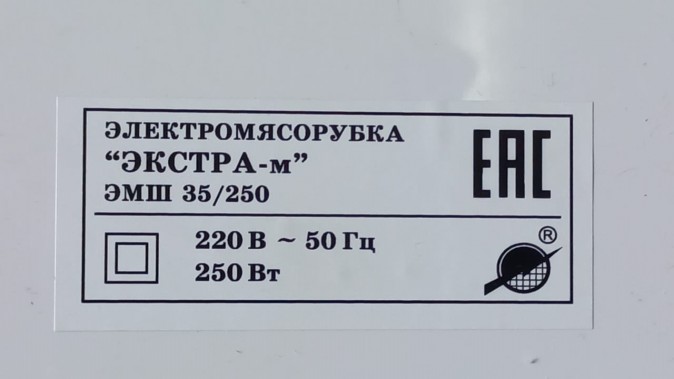 ЭЛЕКТРОМЯСОРУБКА
“ЭКСТРА-м”
ЭМШ 35/250
EAC
220 В ~ 50 Гц
250 Вт
®